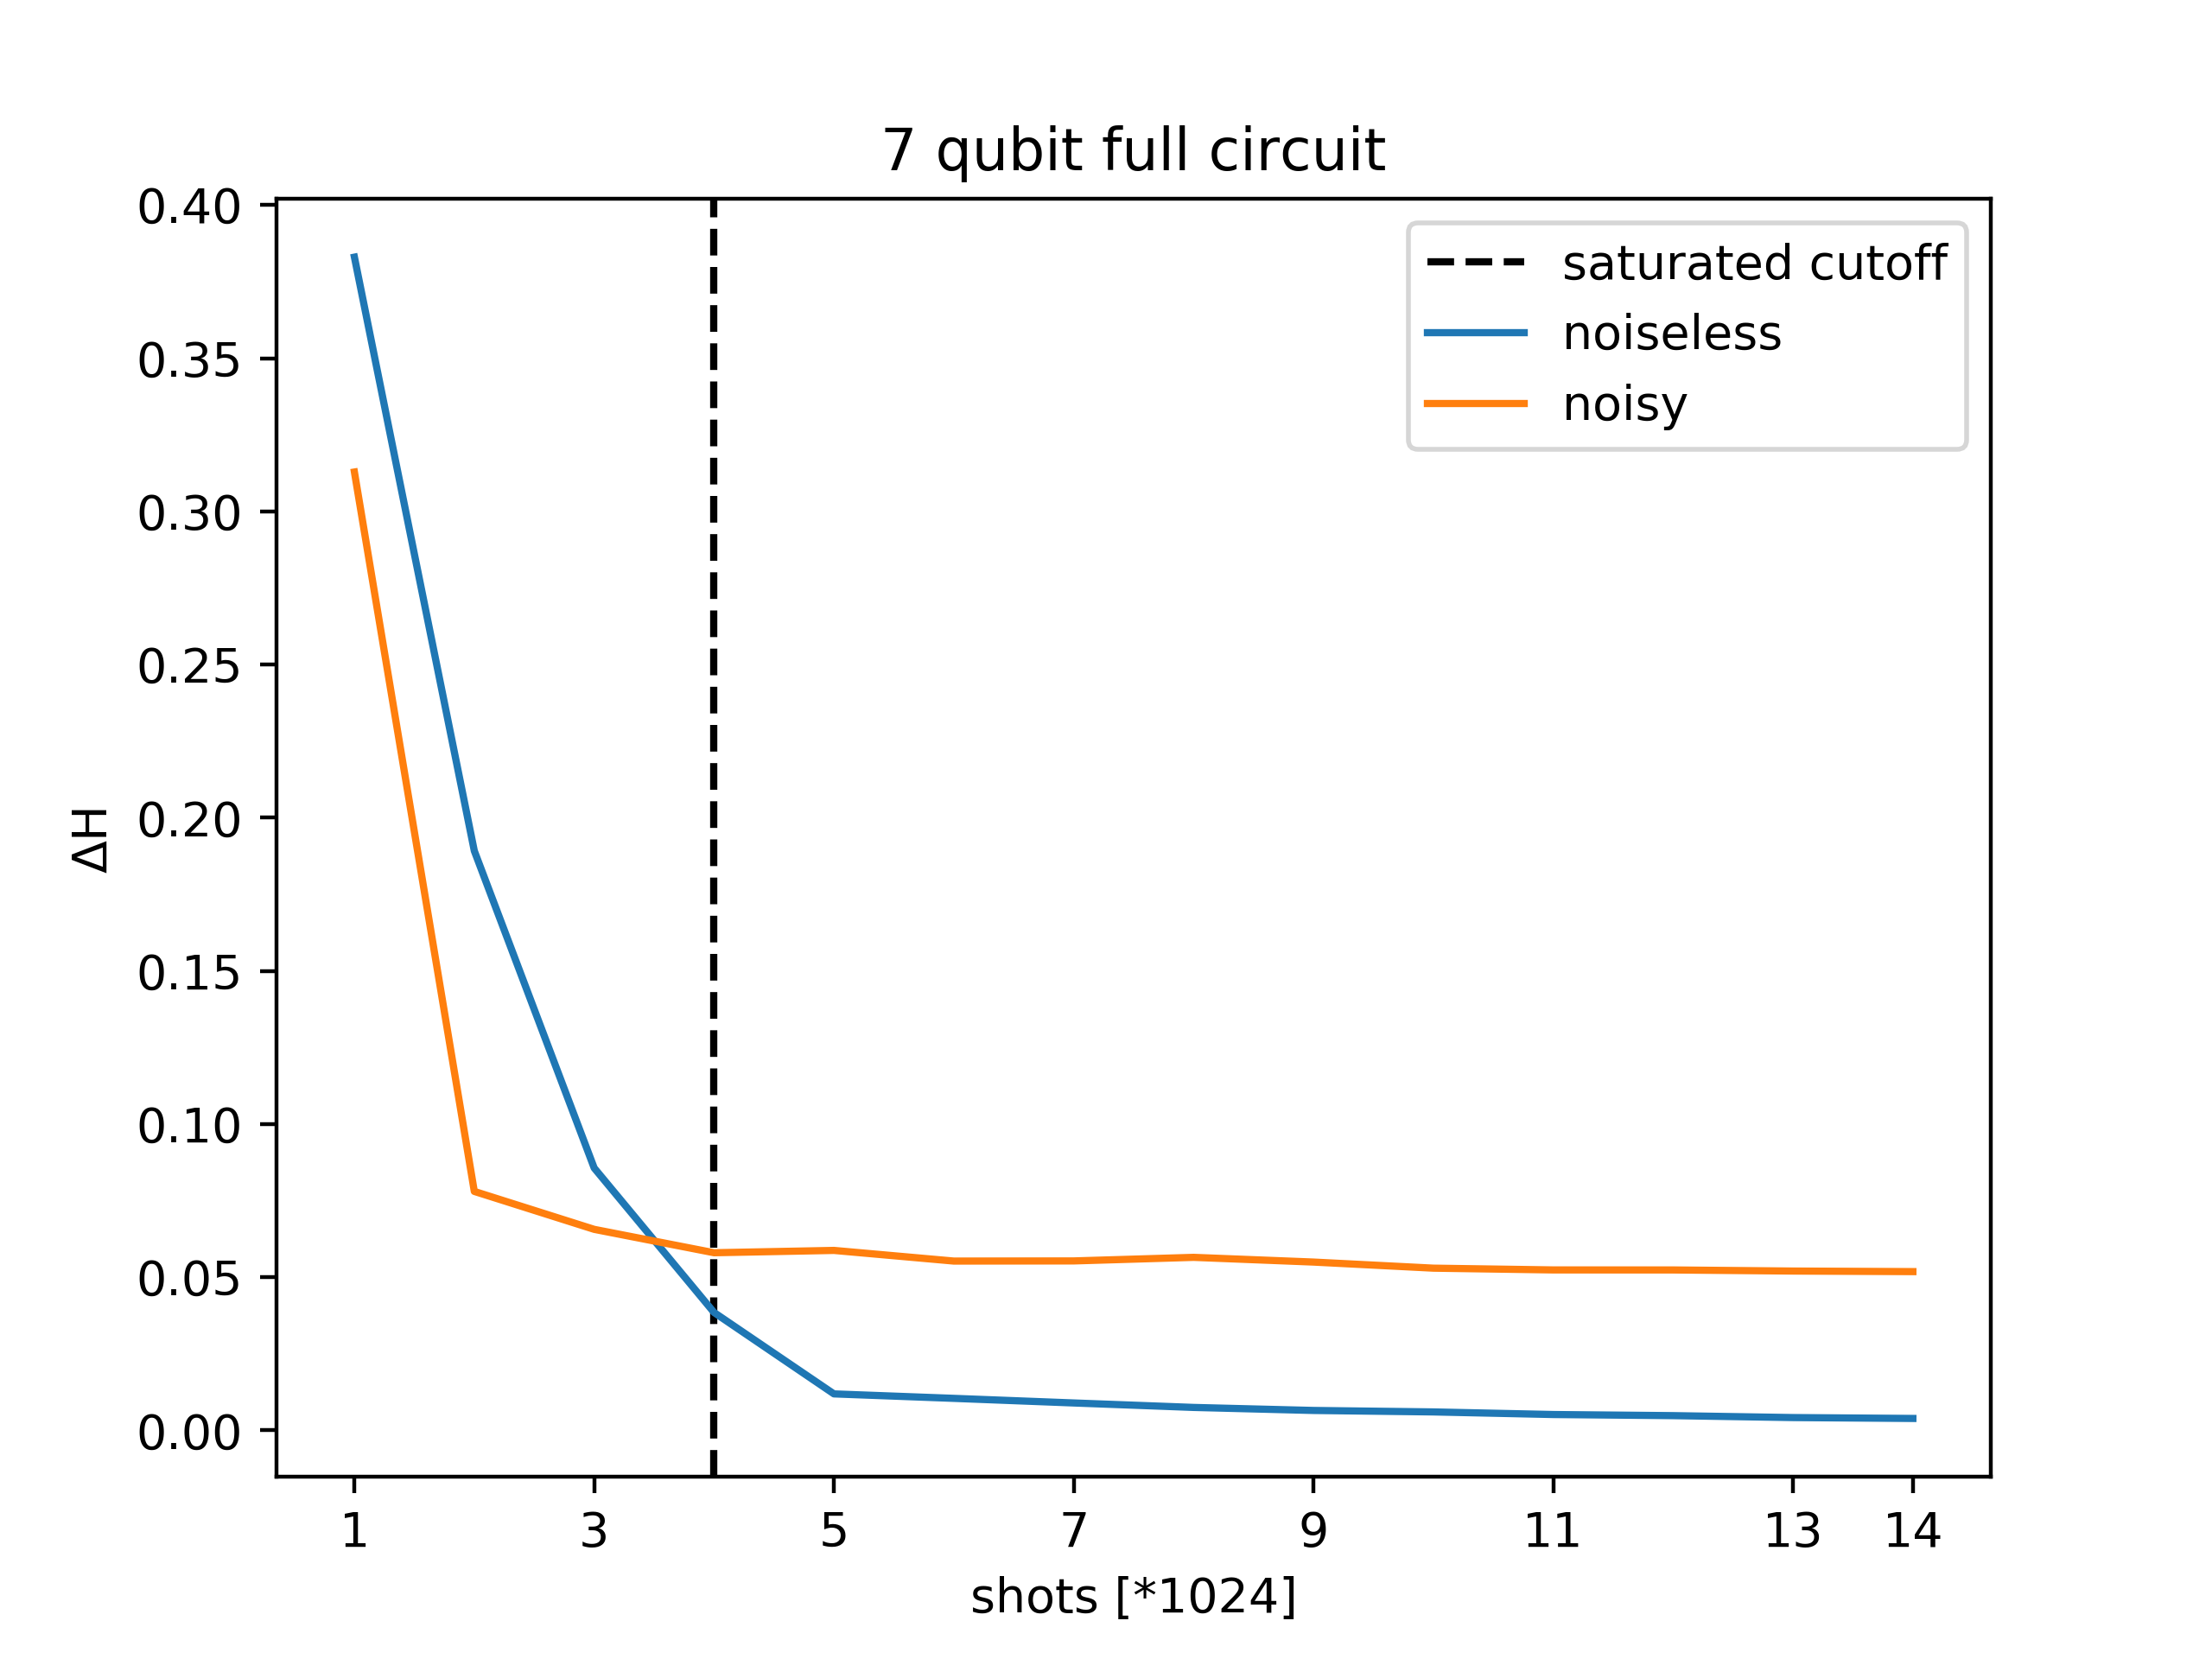 7 qubit full circuit
saturated cutoff
noiseless
noisy
0.40
0.35
0.30
0.25
0.20
0.15
0.10
0.05
0.00
ΔH
1 3 5 7 9 11 13 14
shots [*1024]